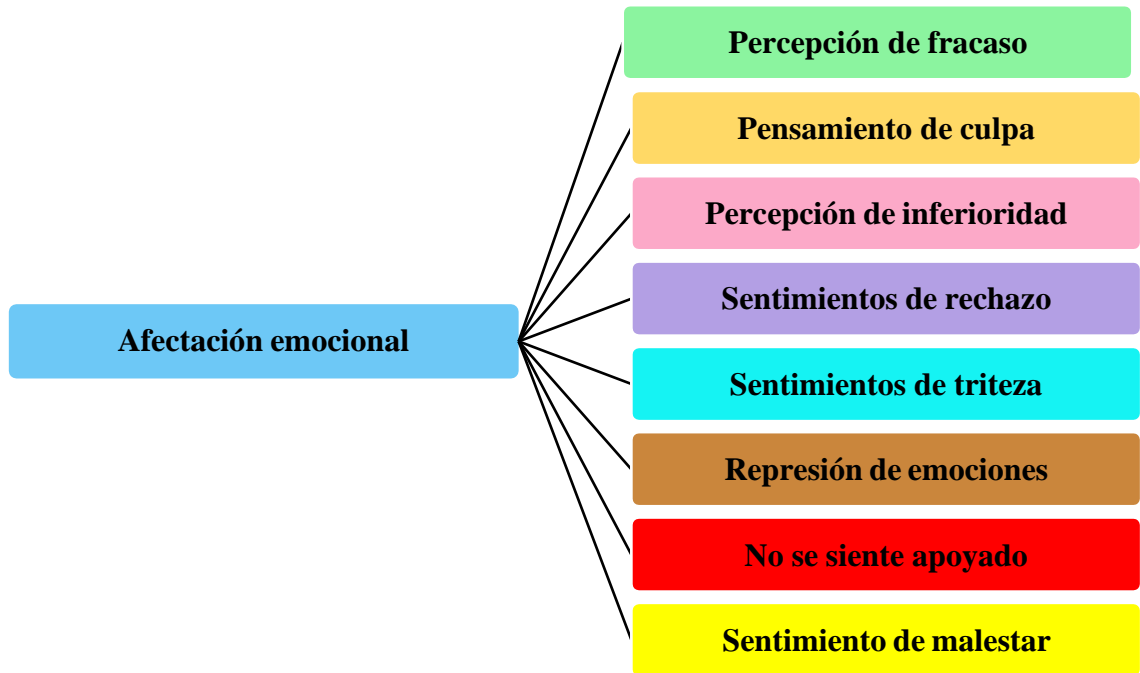 Percepción de fracaso
Pensamiento de culpa
Percepción de inferioridad
Sentimientos de rechazo
Afectación emocional
Sentimientos de triteza
Represión de emociones
No se siente apoyado
Sentimiento de malestar